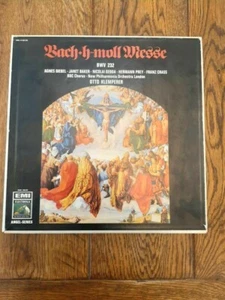 Bach·h-moll Messe
BWV 232
AGNES GIEBEL · JANET BAKER · NICOLAI GEDDA · HERMANN PREY · FRANZ CRASS
BBC Chorus · New Philharmonia Orchestra London
OTTO KLEMPERER
EMI